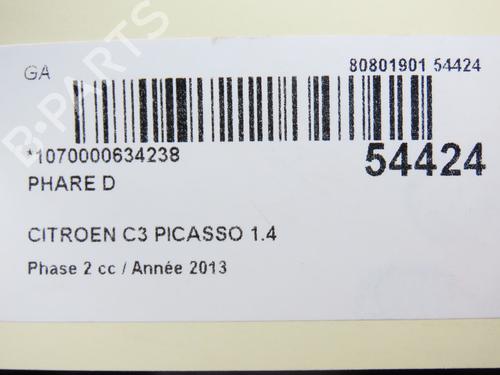 GA
80801901 54424
*1070000634238
54424
PHARE D
CITROEN C3 PICASSO 1.4
Phase 2 cc / Année 2013
B-PARTS